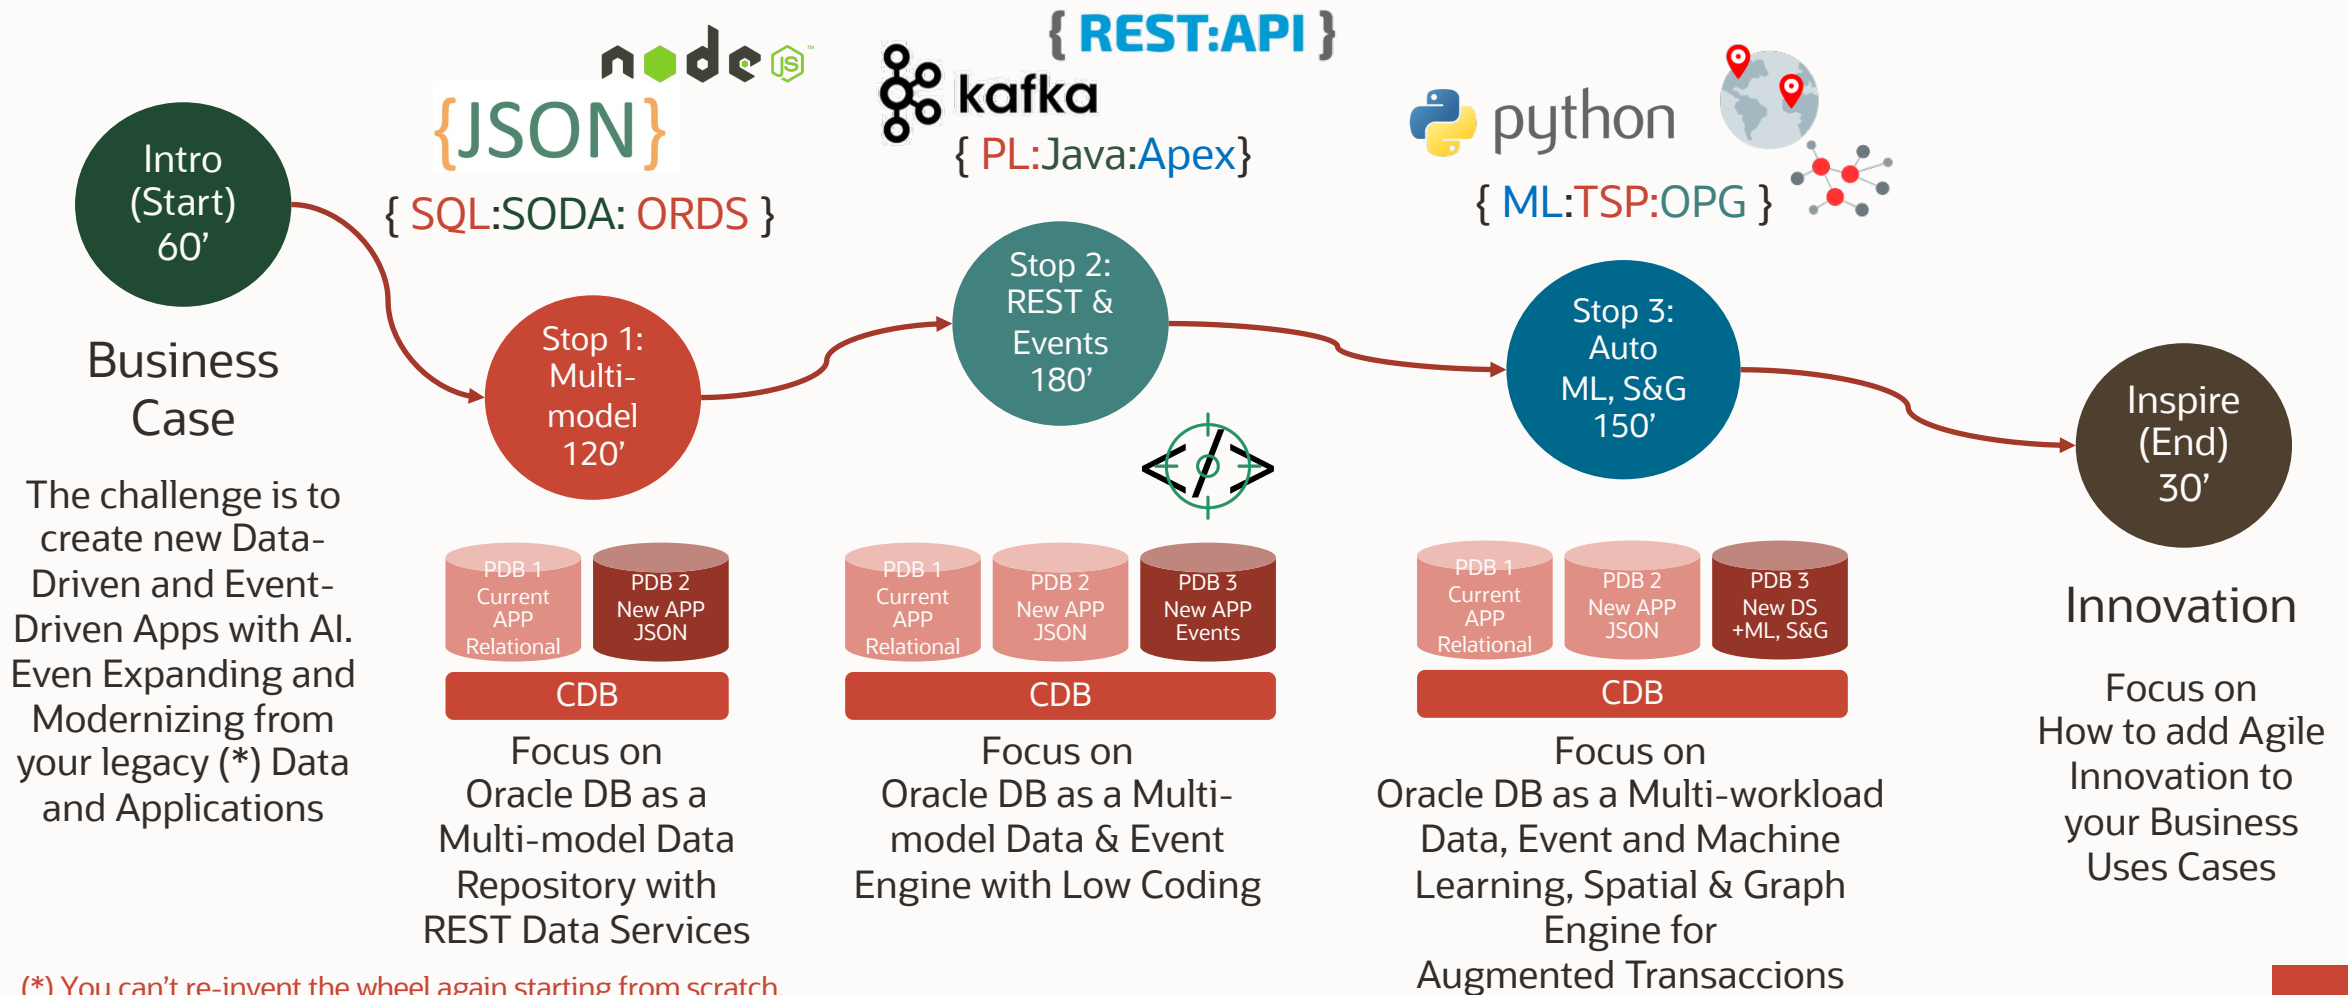 Intro
(Start)
60’
Business
Case
The challenge is to
create new Data-
Driven and Event-
Driven Apps with AI.
Even Expanding and
Modernizing from
your legacy (*) Data
and Applications
node JS ™
{JSON}
{ SQL:SODA: ORDS }
Stop 1:
Multi-
model
120’
PDB 1
Current
APP
Relational
PDB 2
New APP
JSON
CDB
Focus on
Oracle DB as a
Multi-model Data
Repository with
REST Data Services
{ REST:API }
kafka
{ PL:Java:Apex}
Stop 2:
REST &
Events
180’
</>
PDB 1
Current
APP
Relational
PDB 2
New APP
JSON
PDB 3
New APP
Events
CDB
Focus on
Oracle DB as a Multi-
model Data & Event
Engine with Low Coding
python
{ ML:TSP:OPG }
Stop 3:
Auto
ML, S&G
150’
PDB 1
Current
APP
Relational
PDB 2
New APP
JSON
PDB 3
New DS
+ML, S&G
CDB
Focus on
Oracle DB as a Multi-workload
Data, Event and Machine
Learning, Spatial & Graph
Engine for
Augmented Transaccions
Inspire
(End)
30’
Innovation
Focus on
How to add Agile
Innovation to
your Business
Uses Cases
(*) You can’t re-invent the wheel again starting from scratch.